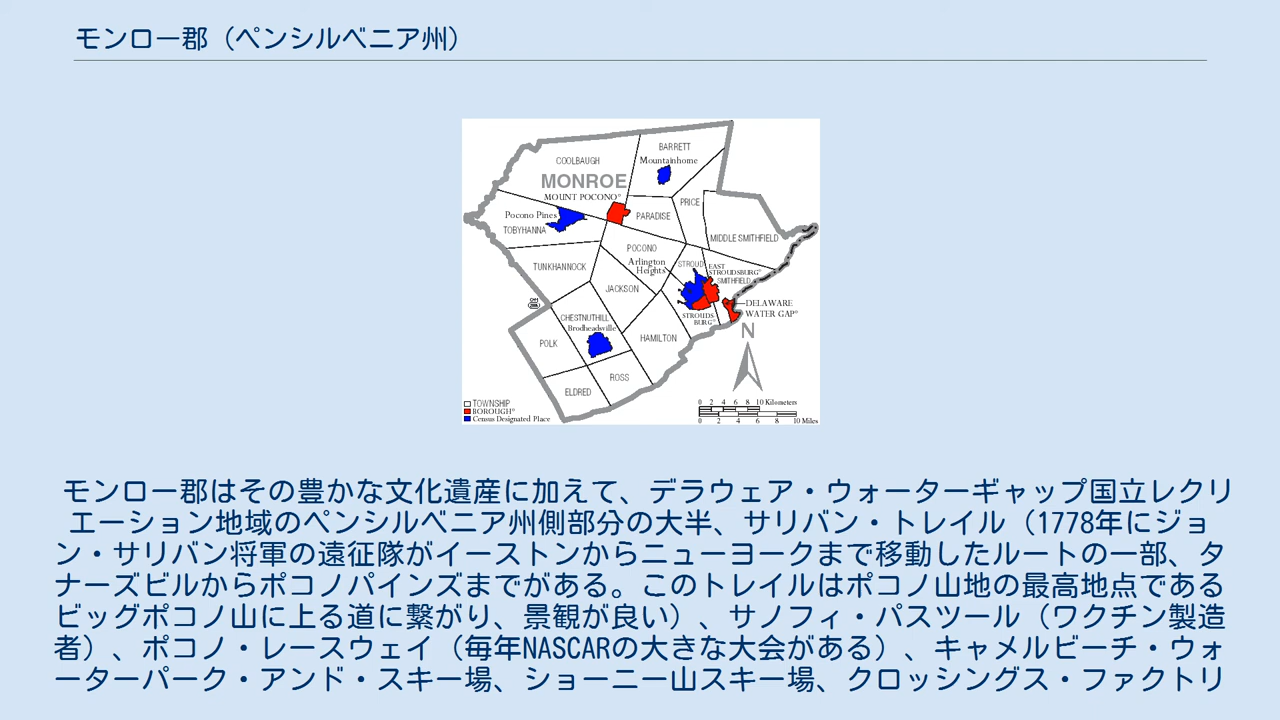 モンロー郡（ペンシルベニア州）
BARRETT
Mountainhome
COOLBAUGH
MONROE
MOUNT POCONO°
PRICE
Pocono Pines
PARADISE
TOBYHANNA
MIDDLE SMITHFIELD
POCONO
Arlington
Heights
STROUD
EAST
STROUDSBURG°
SMITHFIELD
TUNKHANNOCK
JACKSON
DELAWARE
WATER GAP°
STROUDS
BURG°
CHESTNUTHILL
Brodheadville
N
HAMILTON
POLK
ROSS
ELDRED
TOWNSHIP
BOROUGH°
Census Designated Place
0 2 4 6 8 10 Kilometers
0 2 4 6 8 10 Miles
モンロー郡はその豊かな文化遺産に加えて、デラウェア・ウォーターギャップ国立レクリ
エーション地域のペンシルベニア州側部分の大半、サリバン・トレイル（1778年にジョ
ン・サリバン将軍の遠征隊がイーストンからニューヨークまで移動したルートの一部、タ
ナーズビルからポコノパインズまでがある。このトレイルはポコノ山地の最高地点である
ビッグポコノ山に上る道に繋がり、景観が良い）、サノフィ・パスツール（ワクチン製造
者）、ポコノ・レースウェイ（毎年NASCARの大きな大会がある）、キャメルビーチ・ウォ
ーターパーク・アンド・スキー場、ショーニー山スキー場、クロッシングス・ファクトリ